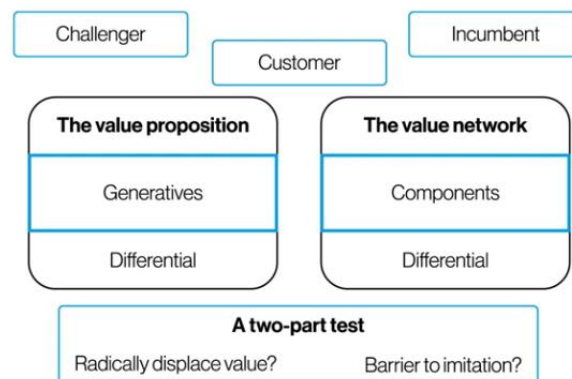 Challenger
Incumbent
Customer
The value proposition
Generatives
Differential
The value network
Components
Differential
A two-part test
Radically displace value?
Barrier to imitation?